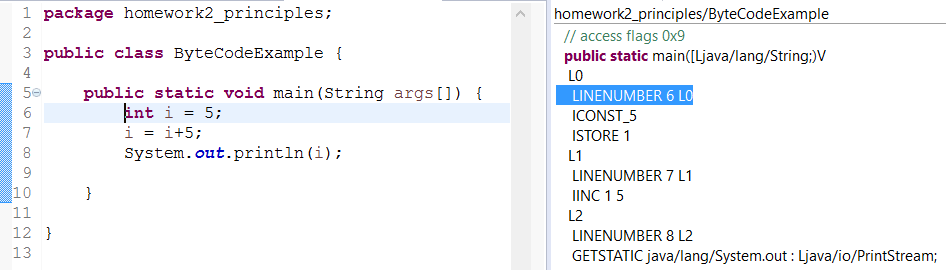 1 package homework2_principles;
2
3 public class ByteCodeExample {
4
5 public static void main(String args[]) {
6 int i = 5;
7 i = i+5;
8 System.out.println(i);
9
10 }
11
12 }
13
homework2_principles/ByteCodeExample
// access flags 0x9
public static main([Ljava/lang/String;)V
L0
LINENUMBER 6 L0
ICONST_5
ISTORE 1
L1
LINENUMBER 7 L1
IINC 1 5
L2
LINENUMBER 8 L2
GETSTATIC java/lang/System.out : Ljava/io/PrintStream;